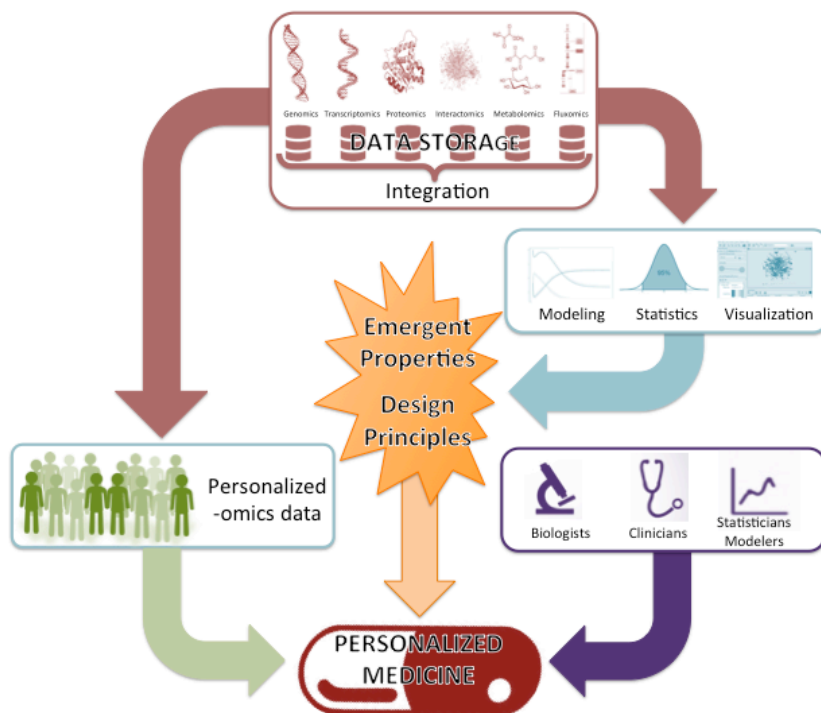 Genomics Transcriptomics Proteomics Interactomics Metabolomics Fluxomics
DATA STORAGE
Integration
95%
Modeling Statistics Visualization
Emergent
Properties
Design
Principles
Personalized
-omics data
Biologists
Clinicians
Statisticians
Modelers
PERSONALIZED
MEDICINE